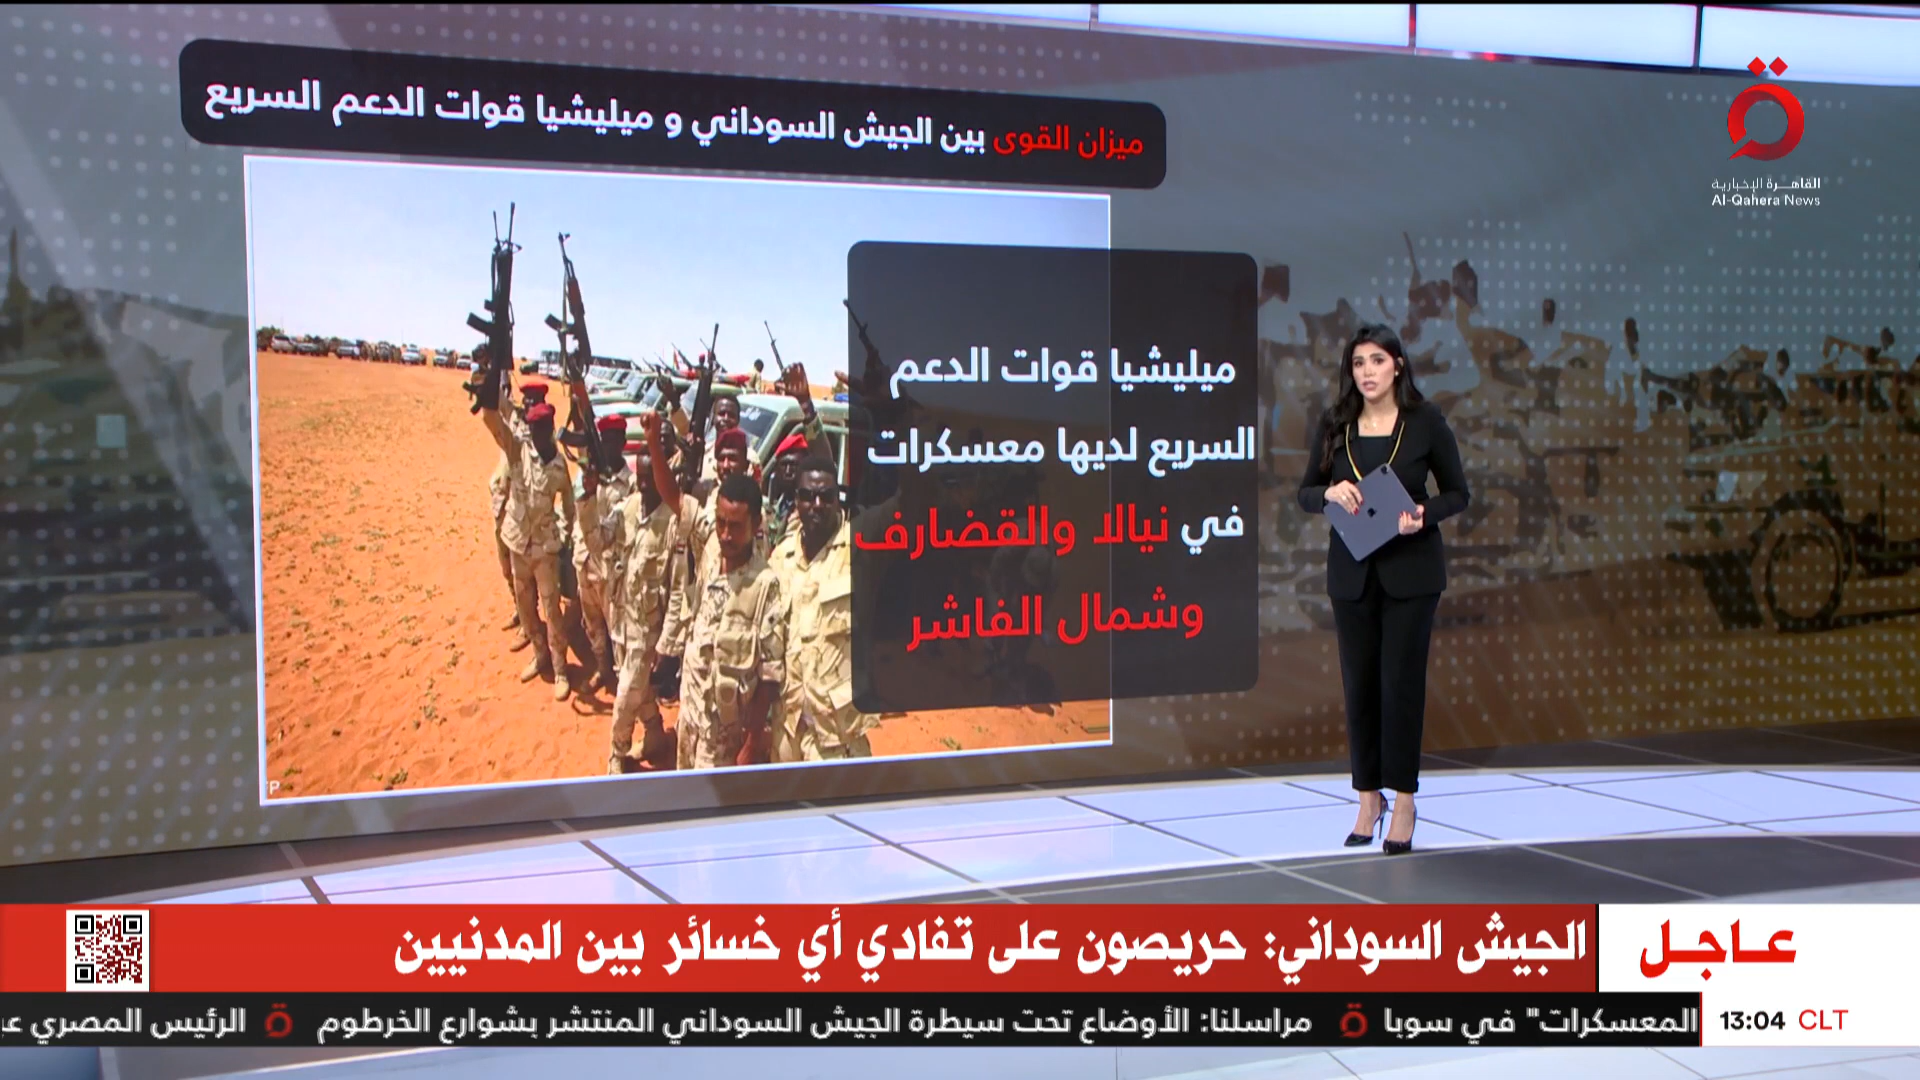 ميزان القوى بين الجيش السوداني و ميليشيا قوات الدعم السريع
القاهرة الإخبارية
Al-Qahera News
ميليشيا قوات الدعم
السريع لديها معسكرات
في نيالا والقضارف
وشمال الفاشر
عاجل
الجيش السوداني: حريصون على تفادي أي خسائر بين المدنيين
المعسكرات" في سوبا
مراسلنا: الأوضاع تحت سيطرة الجيش السوداني المنتشر بشوارع الخرطوم
الرئيس المصري
13:04 CLT